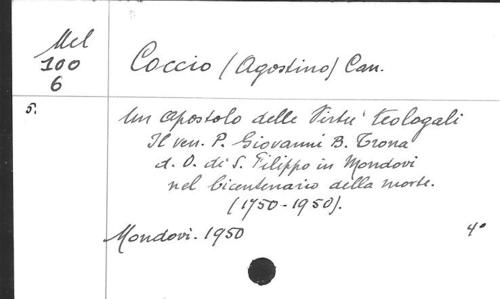 Mel
100
6
Coccio (Agostino) Can.
5.
Un apostolo delle Virtù teologali
Il ven. P. Giovanni B. Trona
d. O. di S. Filippo in Mondovì
nel bicentenario della morte.
(1750-1950).
Mondovì. 1950
4°